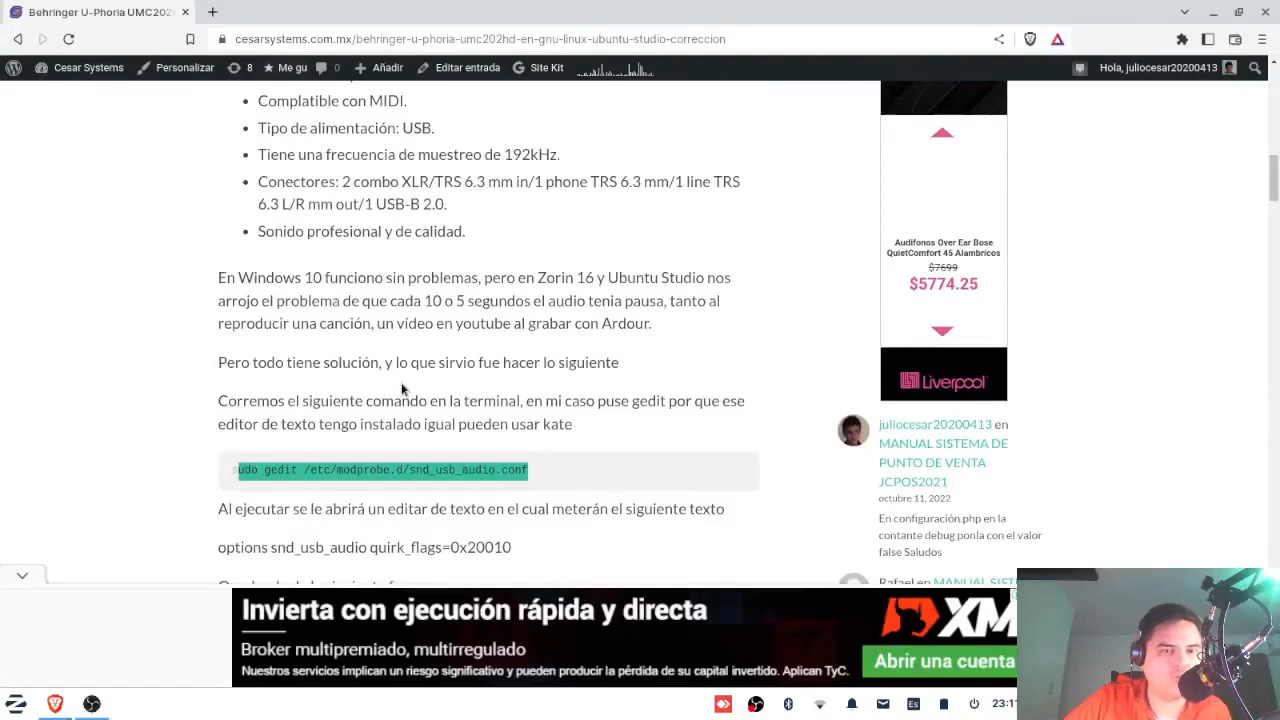 Behringer U-Phoria UMC202
cesarsystems.com.mx/behringer-u-phoria-umc202hd-en-gnu-linux-ubuntu-studio-correccion
Cesar Systems
Personalizar
8
Me gu
0
Añadir
Editar entrada
Site Kit
Hola, juliocesar20200413
Complatible con MIDI.
Tipo de alimentación: USB.
Tiene una frecuencia de muestreo de 192kHz.
Conectores: 2 combo XLR/TRS 6.3 mm in/1 phone TRS 6.3 mm/1 line TRS
6.3 L/R mm out/1 USB-B 2.0.
Sonido profesional y de calidad.
En Windows 10 funciono sin problemas, pero en Zorin 16 y Ubuntu Studio nos
arrojo el problema de que cada 10 o 5 segundos el audio tenia pausa, tanto al
reproducir una canción, un vídeo en youtube al grabar con Ardour.
Pero todo tiene solución, y lo que sirvio fue hacer lo siguiente
Corremos el siguiente comando en la terminal, en mi caso puse gedit por que ese
editor de texto tengo instalado igual pueden usar kate
sudo gedit /etc/modprobe.d/snd_usb_audio.conf
Al ejecutar se le abrirá un editar de texto en el cual meterán el siguiente texto
options snd_usb_audio quirk_flags=0x20010
Audifonos Over Ear Bose
QuietComfort 45 Alambricos
$7699
$5774.25
Liverpool
juliocesar20200413 en
MANUAL SISTEMA DE
PUNTO DE VENTA
JCPOS2021
octubre 11, 2022
En configuración.php en la
contante debug ponla con el valor
false Saludos
Rafael en MANUAL SIST
Invierta con ejecución rápida y directa
Broker multipremiado, multirregulado
Nuestros servicios implican un riesgo significativo y pueden producir la pérdida de su capital invertido. Aplican TyC.
XM
Abrir una cuenta
Es
23:1